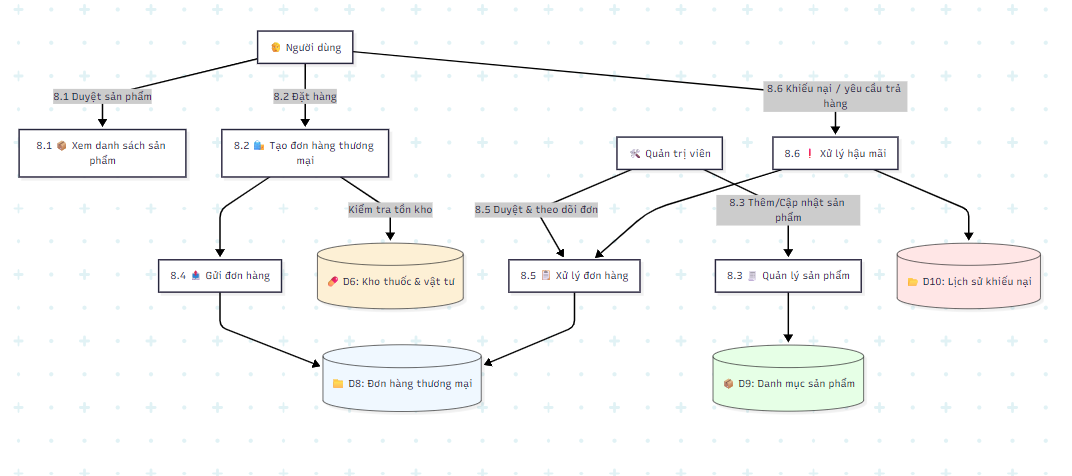 Người dùng
8.1 Duyệt sản phẩm
8.2 Đặt hàng
8.6 Khiếu nại / yêu cầu trả
hàng
8.1 Xem danh sách sản
phẩm
8.2 Tạo đơn hàng thương
mại
Quản trị viên
8.6 Xử lý hậu mãi
Kiểm tra tồn kho
8.5 Duyệt & theo dõi đơn
8.3 Thêm/Cập nhật sản
phẩm
8.4 Gửi đơn hàng
D6: Kho thuốc & vật tư
8.5 Xử lý đơn hàng
8.3 Quản lý sản phẩm
D10: Lịch sử khiếu nại
D8: Đơn hàng thương mại
D9: Danh mục sản phẩm